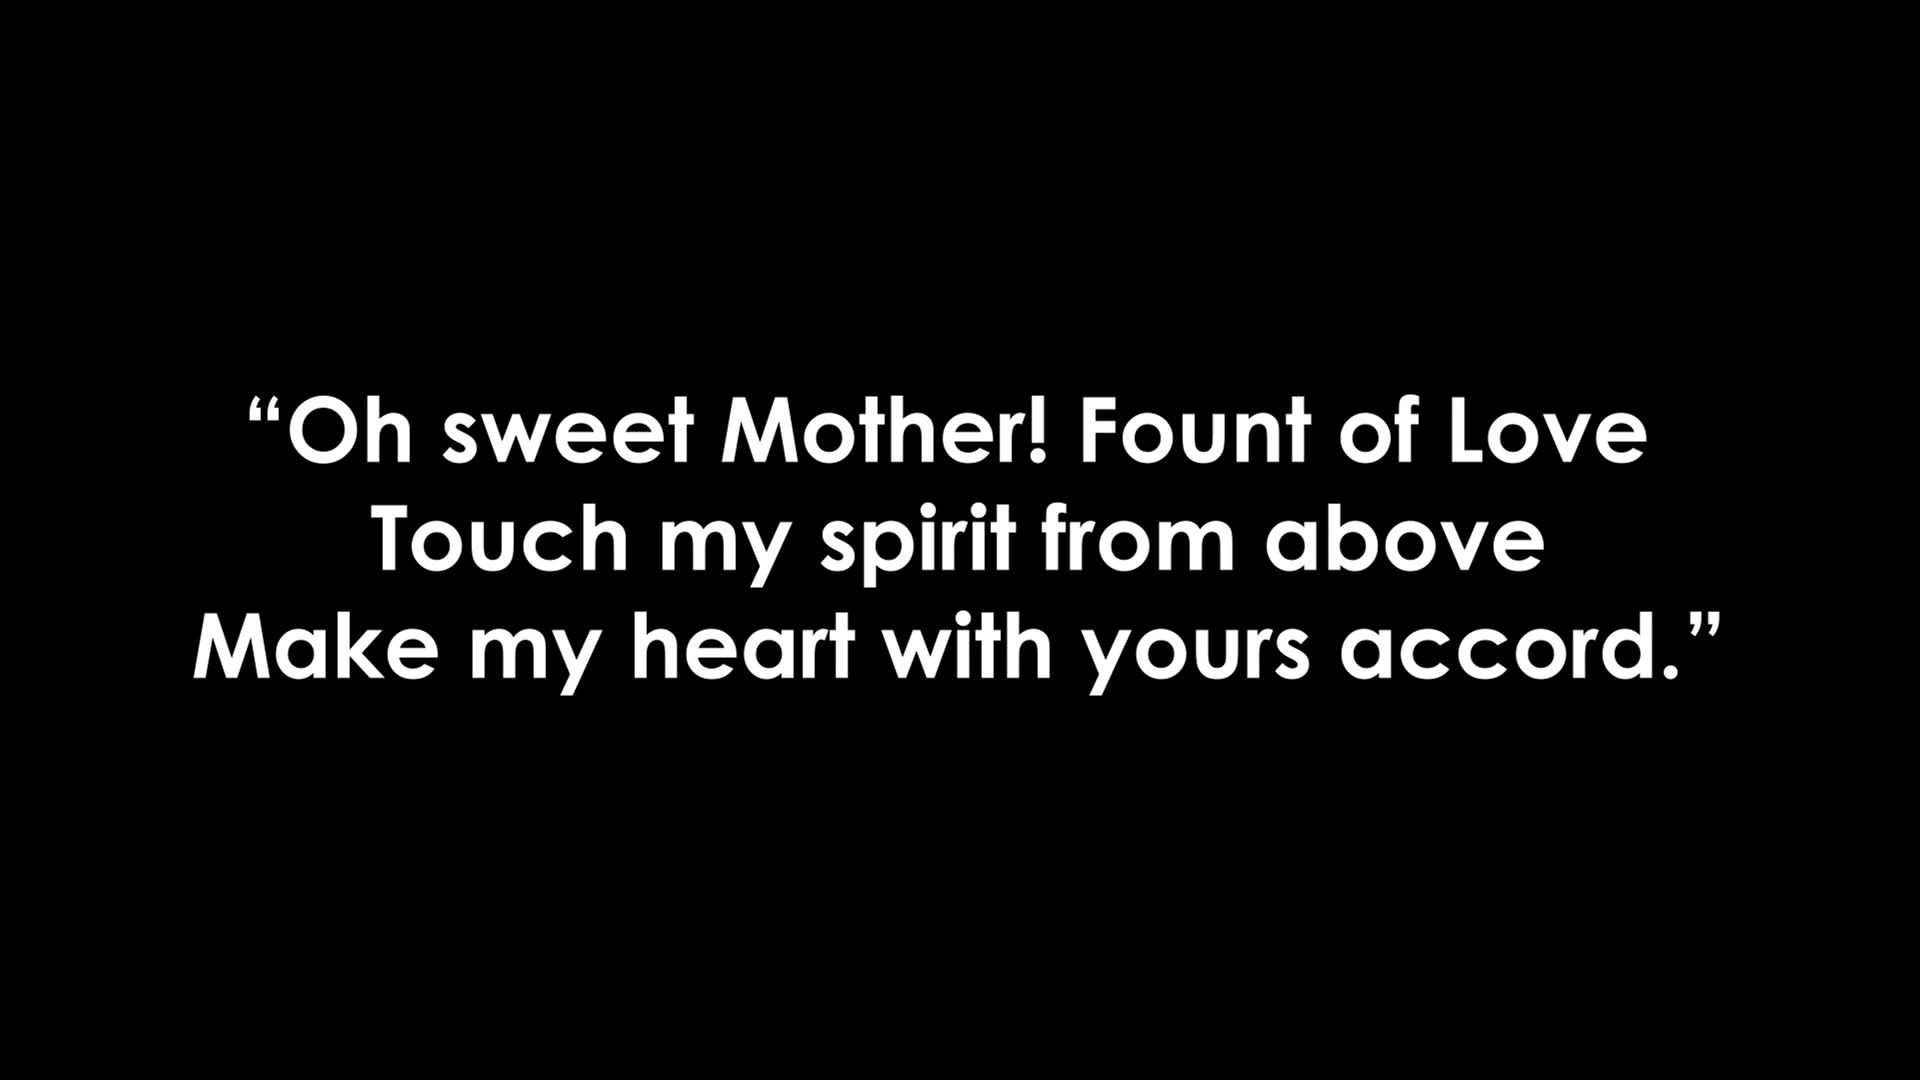 “Oh sweet Mother! Fount of Love
Touch my spirit from above
Make my heart with yours accord.”